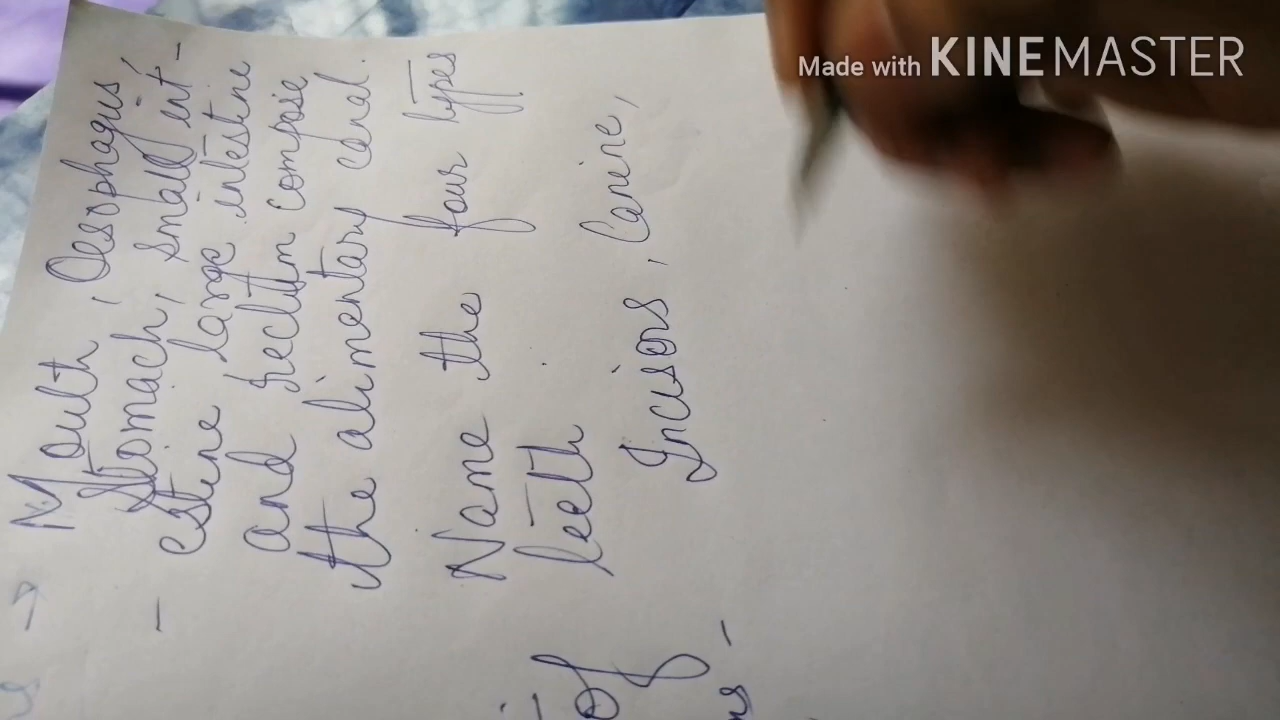 → Mouth, Oesophagus,
Stomach, small int-
- estine large intestine
and rectum compose
the alimentary canal.
Name the four types
of teeth
Incisors, Canine,
Made with KINEMASTER